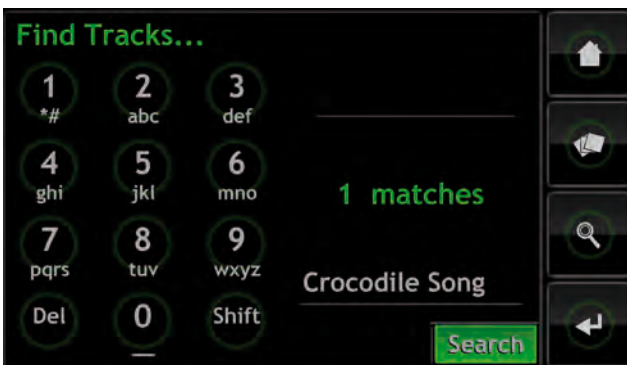 Find Tracks...
1 2 3
*# abc def
4 5 6
ghi jkl mno
1 matches
7 8 9
pqrs tuv wxyz
Crocodile Song
Del 0 Shift
Search